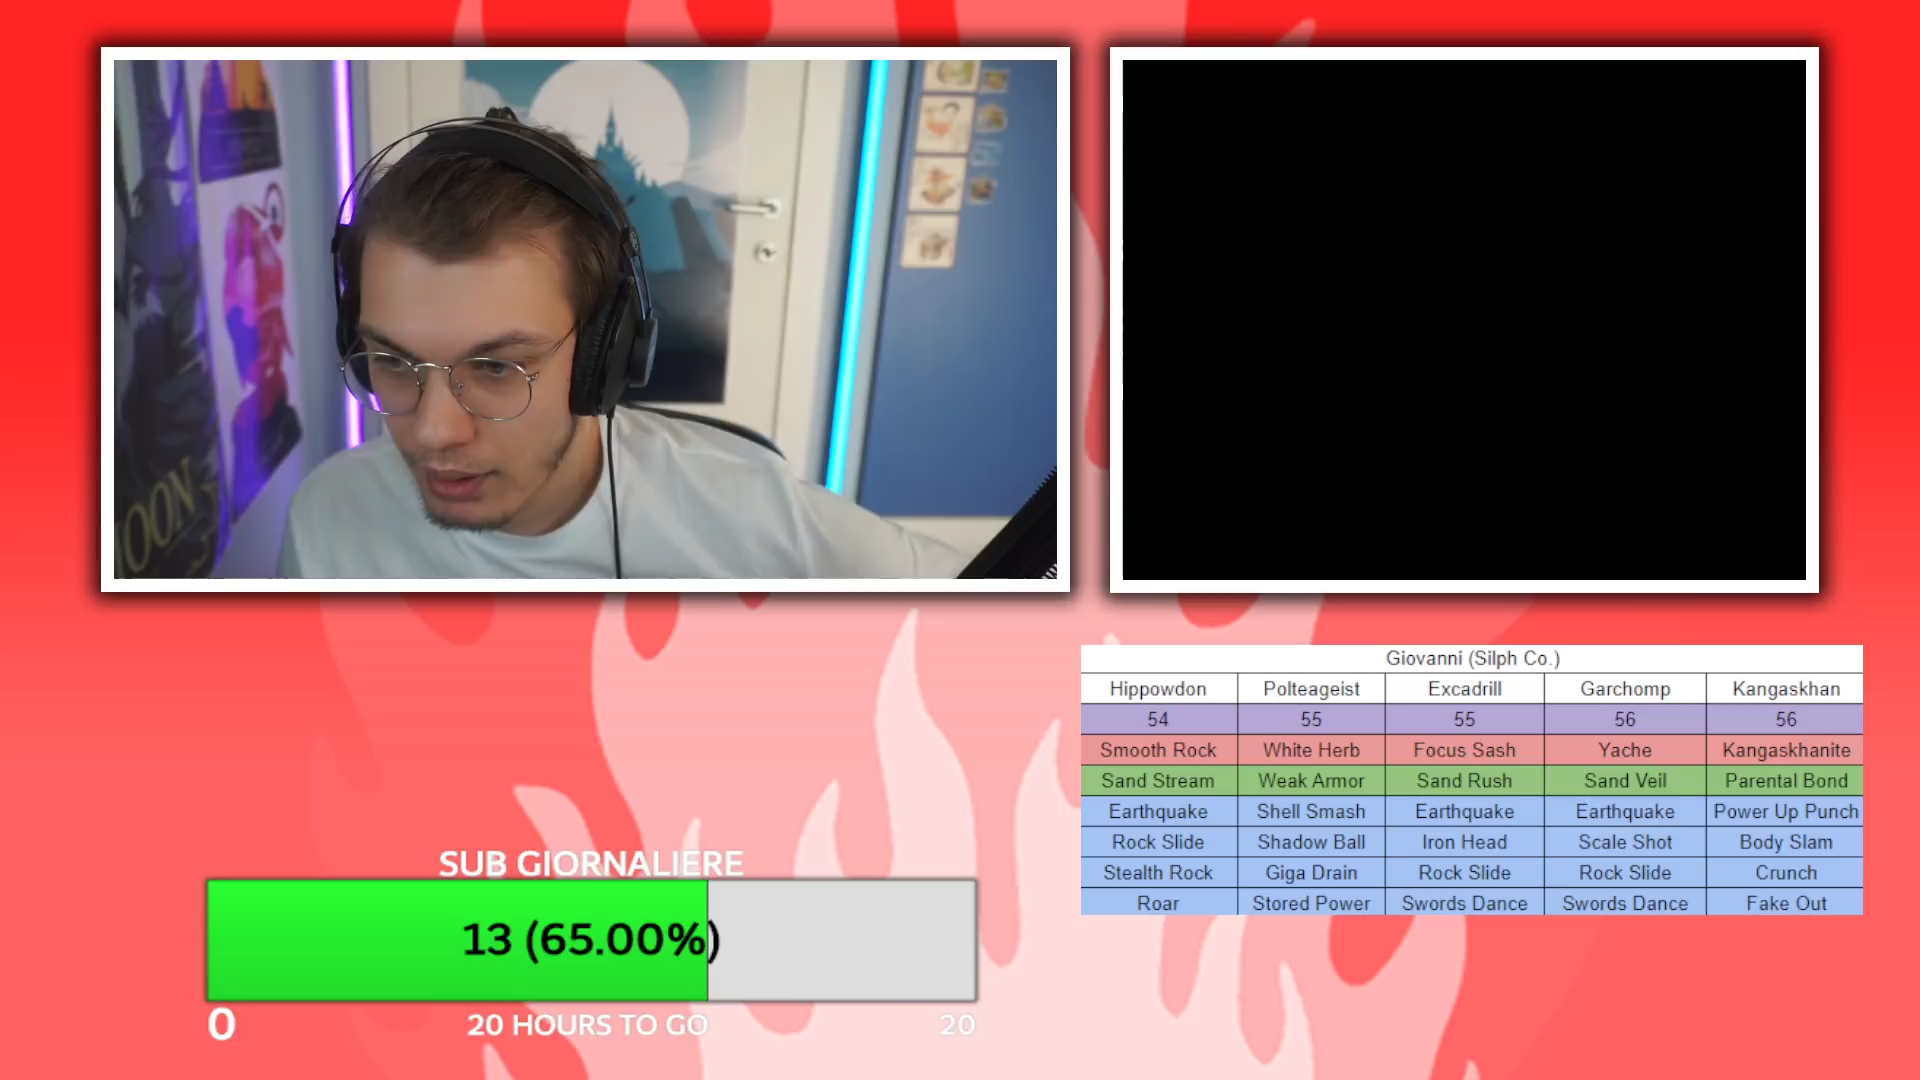 MOON
Giovanni (Silph Co.)
Hippowdon Polteageist Excadrill Garchomp Kangaskhan
54 55 55 56 56
Smooth Rock White Herb Focus Sash Yache Kangaskhanite
Sand Stream Weak Armor Sand Rush Sand Veil Parental Bond
Earthquake Shell Smash Earthquake Earthquake Power Up Punch
Rock Slide Shadow Ball Iron Head Scale Shot Body Slam
Stealth Rock Giga Drain Rock Slide Rock Slide Crunch
Roar Stored Power Swords Dance Swords Dance Fake Out
SUB GIORNALIERE
13 (65.00%)
0 20 HOURS TO GO 20